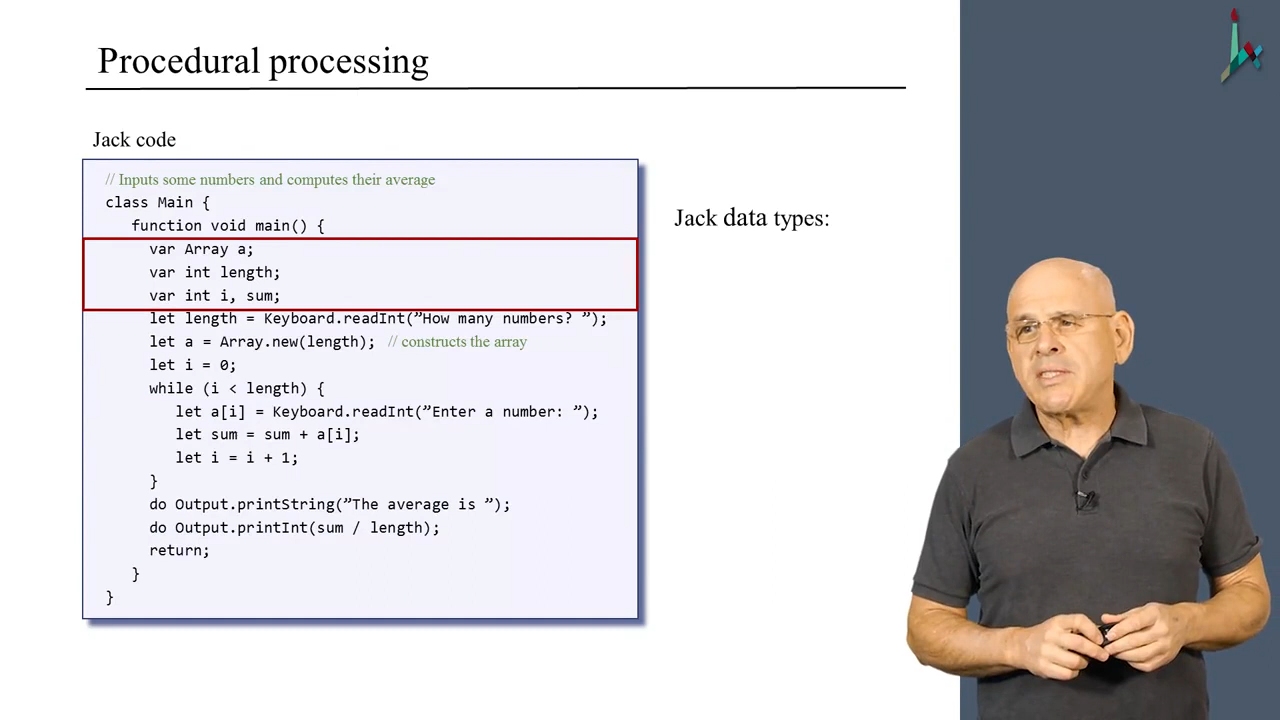 Procedural processing
Jack code
// Inputs some numbers and computes their average
class Main {
function void main() {
var Array a;
var int length;
var int i, sum;
let length = Keyboard.readInt(”How many numbers? ”);
let a = Array.new(length); // constructs the array
let i = 0;
while (i < length) {
let a[i] = Keyboard.readInt(”Enter a number: ”);
let sum = sum + a[i];
let i = i + 1;
}
do Output.printString(”The average is ”);
do Output.printInt(sum / length);
return;
}
}
Jack data types: